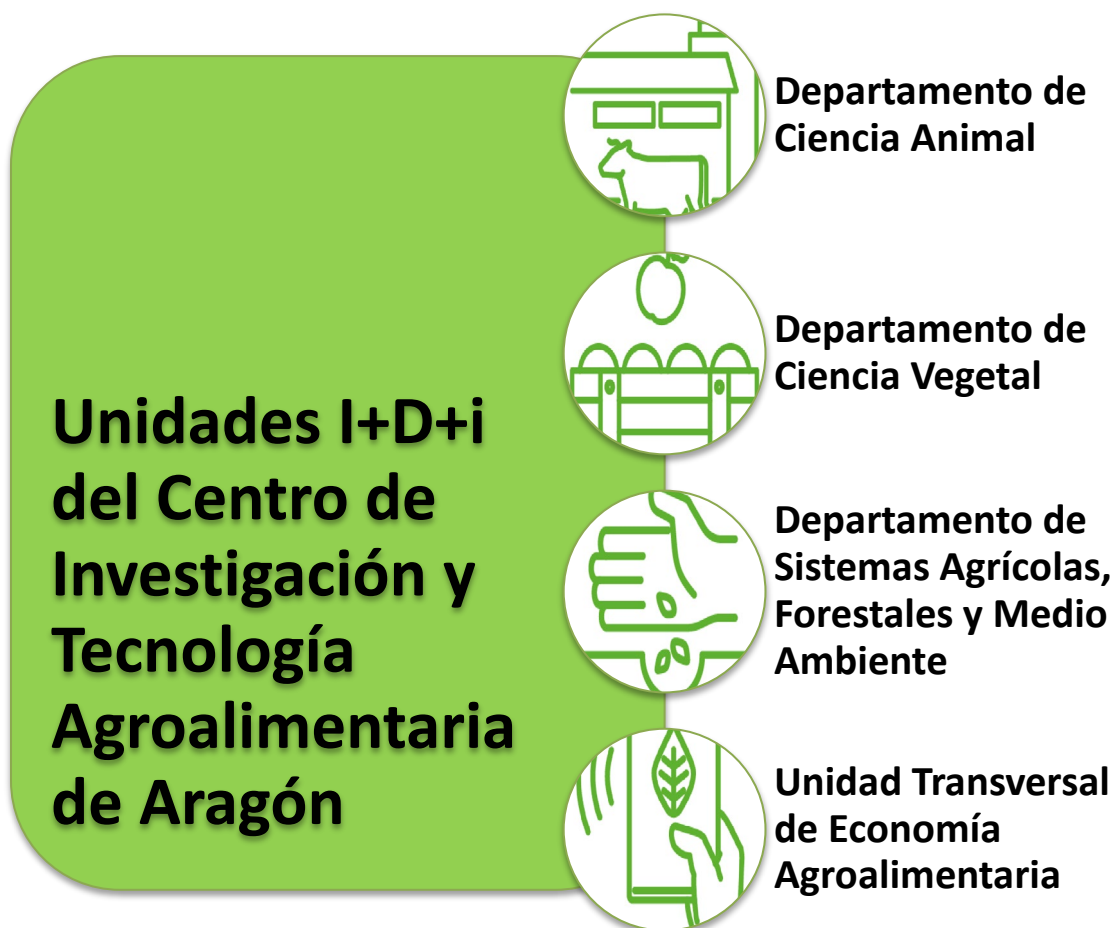 Unidades I+D+i
del Centro de
Investigación y
Tecnología
Agroalimentaria
de Aragón
Departamento de
Ciencia Animal
Departamento de
Ciencia Vegetal
Departamento de
Sistemas Agrícolas,
Forestales y Medio
Ambiente
Unidad Transversal
de Economía
Agroalimentaria